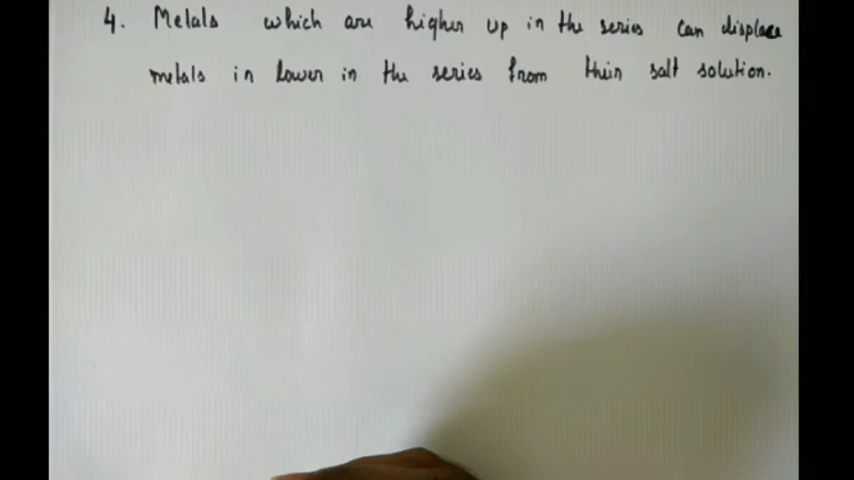 4. Metals which are higher up in the series can displace
metals in lower in the series from their salt solution.